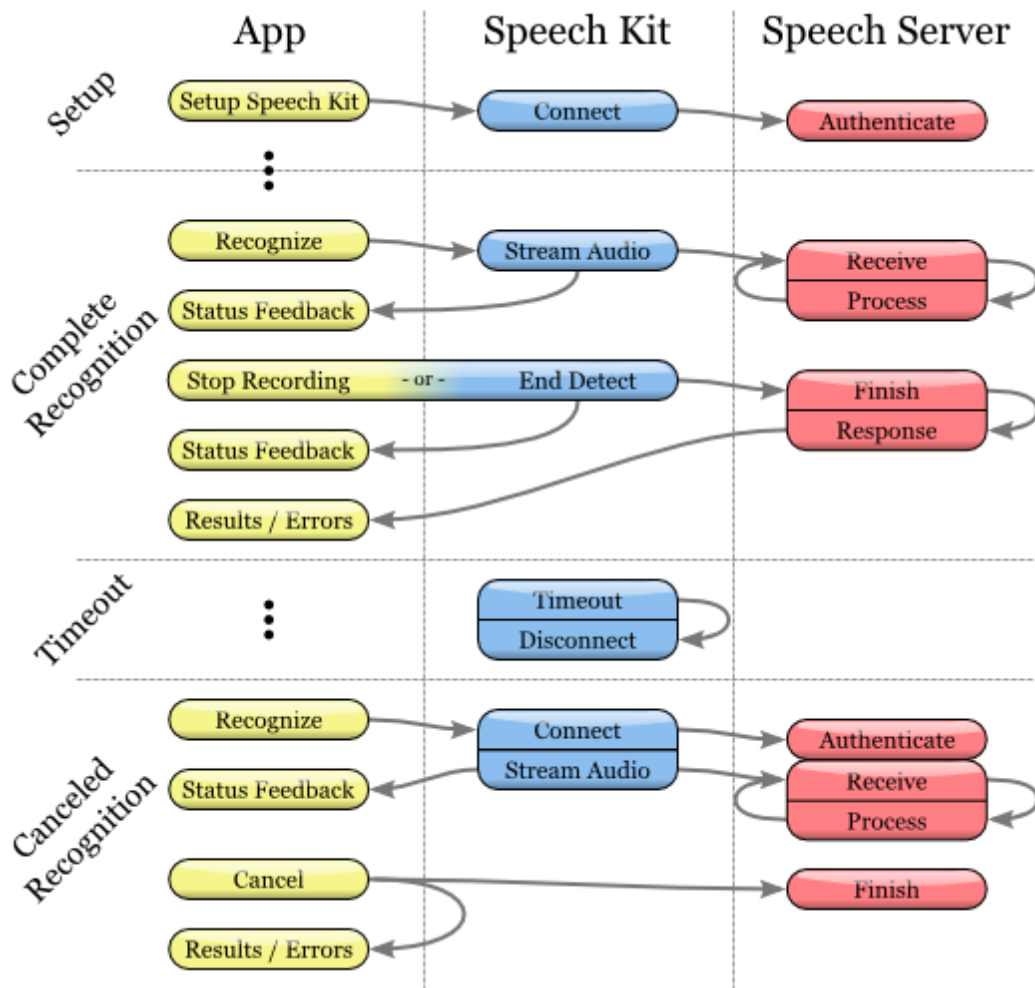 App Speech Kit Speech Server
Setup
Setup Speech Kit Connect Authenticate
Complete
Recognition
Recognize Stream Audio Receive
Process
Status Feedback
Stop Recording - or - End Detect Finish
Response
Status Feedback
Results / Errors
Timeout
Timeout
Disconnect
Canceled
Recognition
Recognize Connect Authenticate
Status Feedback Stream Audio Receive
Process
Cancel Finish
Results / Errors